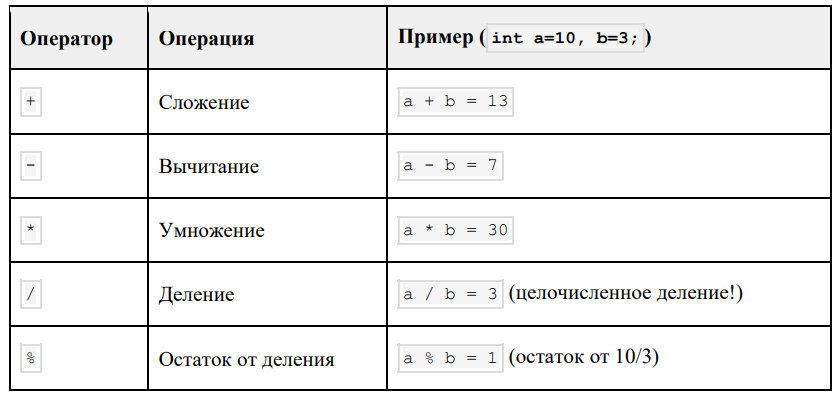 Оператор Операция Пример (int a=10, b=3;)
+ Сложение a + b = 13
- Вычитание a - b = 7
* Умножение a * b = 30
/ Деление a / b = 3 (целочисленное деление!)
% Остаток от деления a % b = 1 (остаток от 10/3)